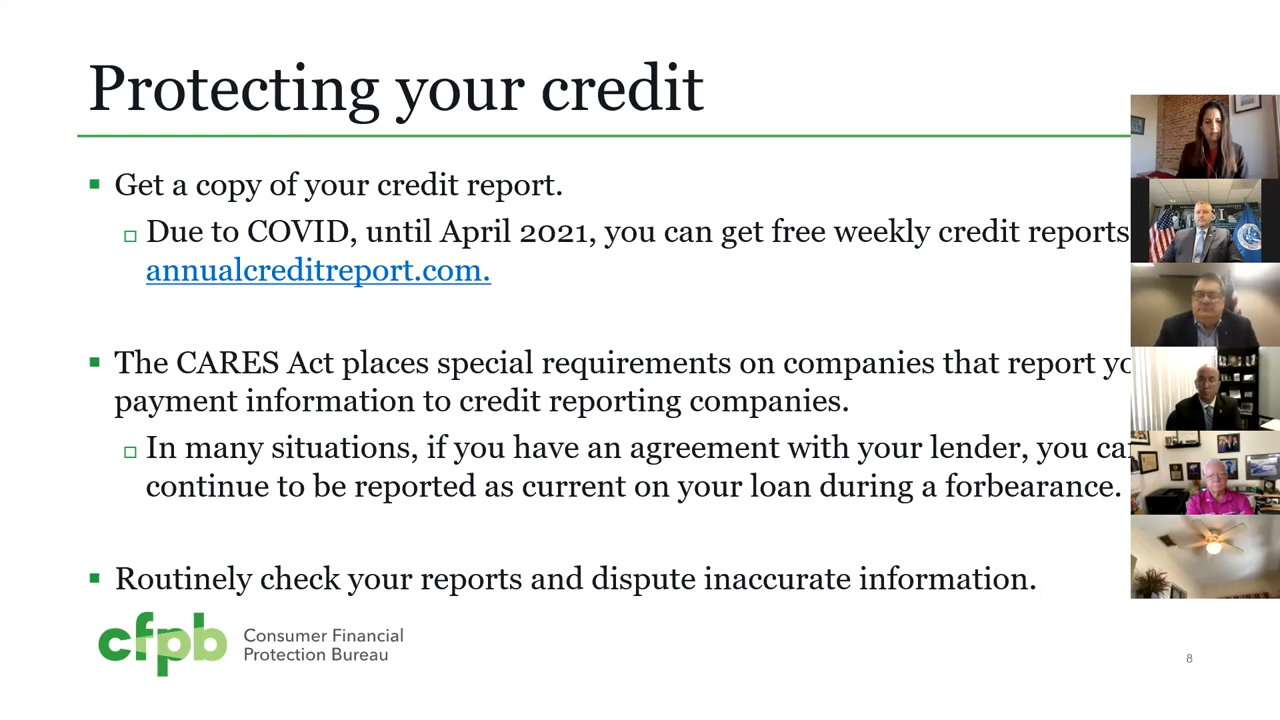 Protecting your credit
Get a copy of your credit report.
Due to COVID, until April 2021, you can get free weekly credit reports
annualcreditreport.com.
The CARES Act places special requirements on companies that report
payment information to credit reporting companies.
In many situations, if you have an agreement with your lender, you
continue to be reported as current on your loan during a forbearance.
Routinely check your reports and dispute inaccurate information.
cfpb
Consumer Financial
Protection Bureau
8